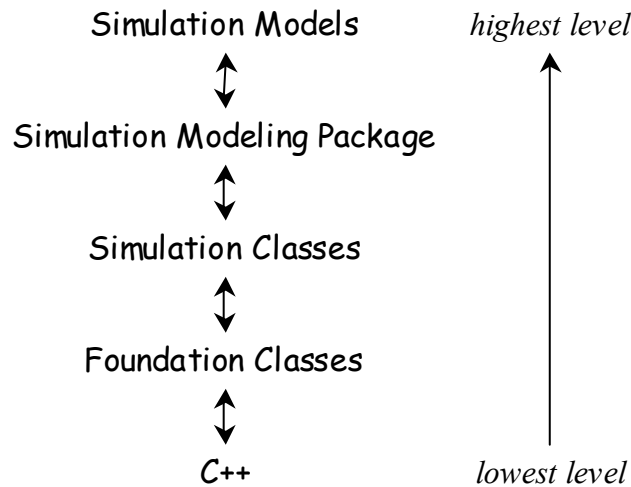 Simulation Models highest level
Simulation Modeling Package
Simulation Classes
Foundation Classes
C++ lowest level